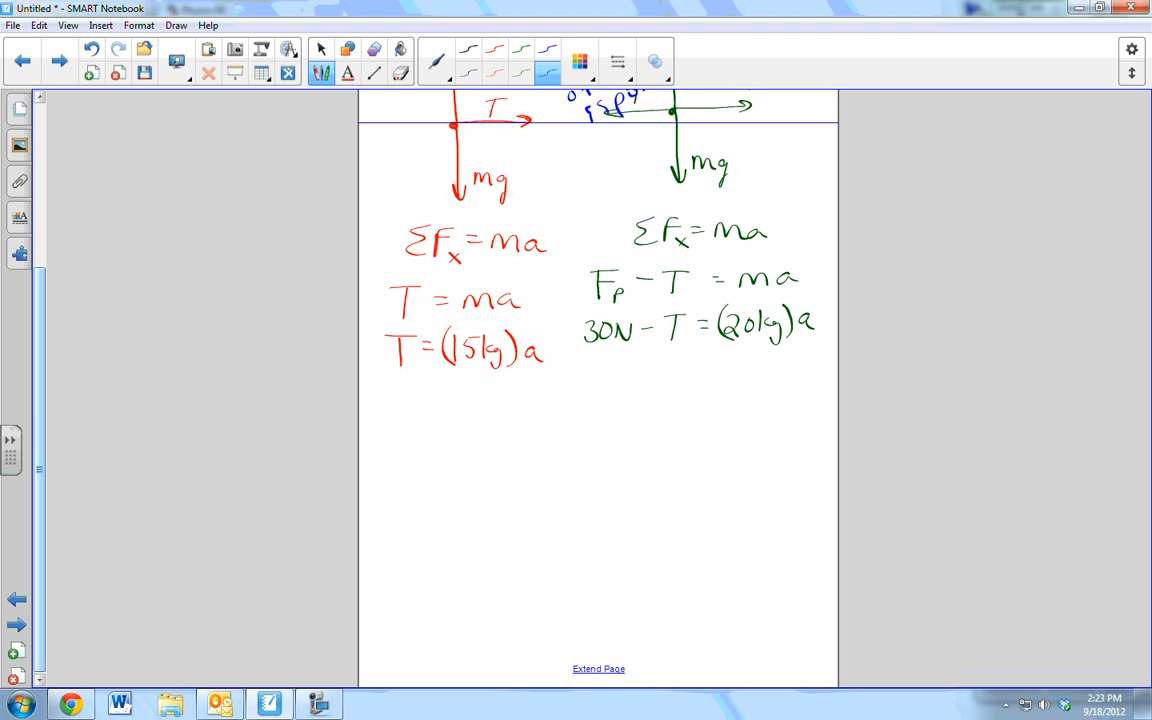 Untitled * - SMART Notebook
File Edit View Insert Format Draw Help
T
mg
mg
ΣFx = ma
ΣFx = ma
T = ma
Fp - T = ma
T = (15kg)a
30N - T = (20kg)a
Extend Page
2:23 PM
9/18/2012